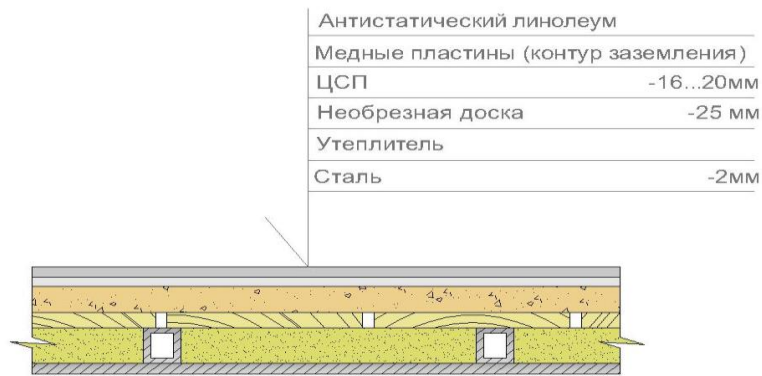 Антистатический линолеум
Медные пластины (контур заземления)
ЦСП -16...20мм
Необрезная доска -25 мм
Утеплитель
Сталь -2мм